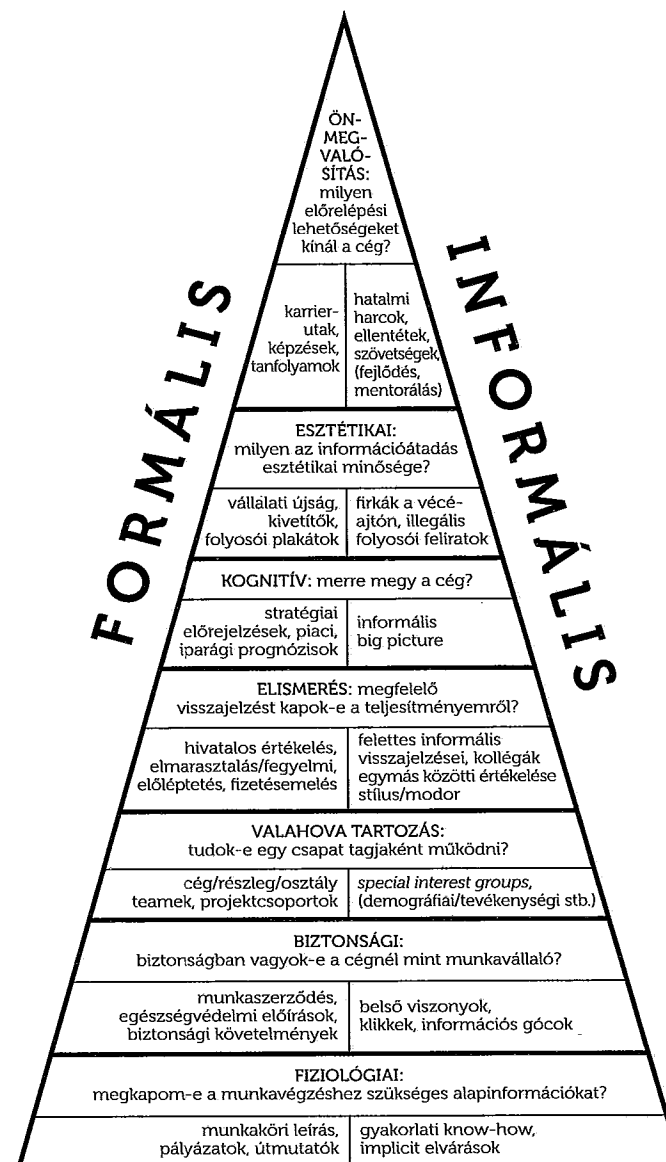 FORMÁLIS
INFORMÁLIS
ÖN-
MEG-
VALÓ-
SÍTÁS:
milyen
előrelépési
lehetőségeket
kínál a cég?
karrier-
utak,
képzések,
tanfolyamok
hatalmi
harcok,
ellentétek,
szövetségek,
(fejlődés,
mentorálás)
ESZTÉTIKAI:
milyen az információátadás
esztétikai minősége?
vállalati újság,
kivetítők,
folyosói plakátok
firkák a vécé-
ajtón, illegális
folyosói feliratok
KOGNITÍV: merre megy a cég?
stratégiai
előrejelzések, piaci,
iparági prognózisok
informális
big picture
ELISMERÉS: megfelelő
visszajelzést kapok-e a teljesítményemről?
hivatalos értékelés,
elmarasztalás/fegyelmi,
előléptetés, fizetésemelés
felettes informális
visszajelzései, kollégák
egymás közötti értékelése
stílus/modor
VALAHOVA TARTOZÁS:
tudok-e egy csapat tagjaként működni?
cég/részleg/osztály
teamek, projektcsoportok
special interest groups,
(demográfiai/tevékenységi stb.)
BIZTONSÁGI:
biztonságban vagyok-e a cégnél mint munkavállaló?
munkaszerződés,
egészségvédelmi előírások,
biztonsági követelmények
belső viszonyok,
klikkek, információs gócok
FIZIOLÓGIAI:
megkapom-e a munkavégzéshez szükséges alapinformációkat?
munkaköri leírás,
pályázatok, útmutatók
gyakorlati know-how,
implicit elvárások